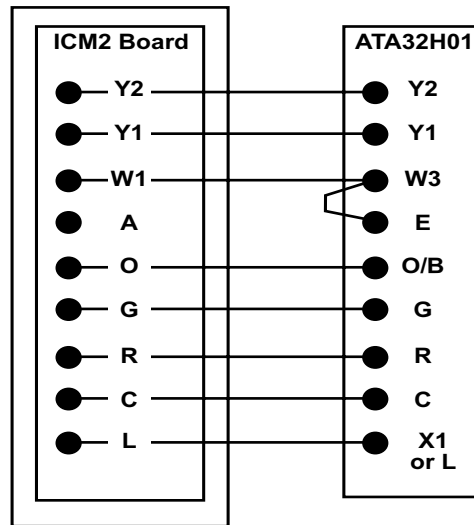 ICM2 Board ATA32H01
Y2 Y2
Y1 Y1
W1 W3
A E
O O/B
G G
R R
C C
L X1
or L